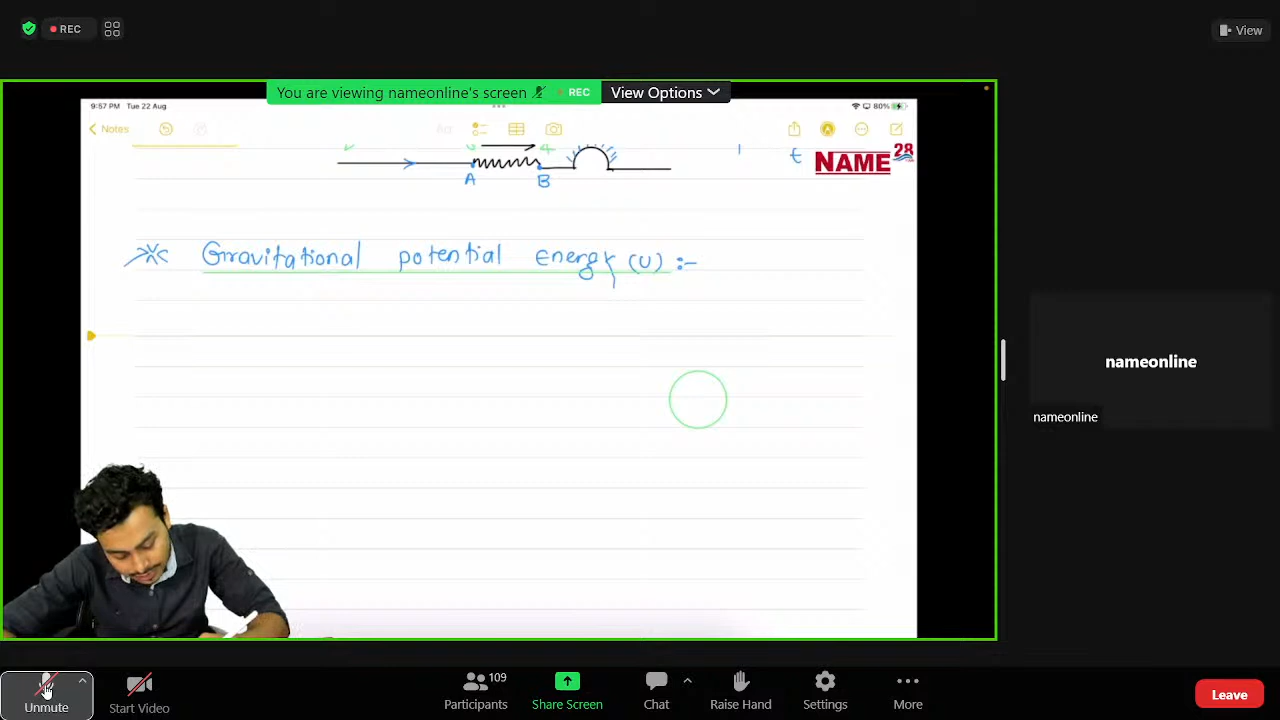 REC
View
You are viewing nameonline's screen REC View Options
9:57 PM Tue 22 Aug
80%
Notes
NAME 28
t
A B
Gravitational potential energy (U) :-
nameonline
nameonline
Unmute
Start Video
109
Participants
Share Screen
Chat
Raise Hand
Settings
More
Leave